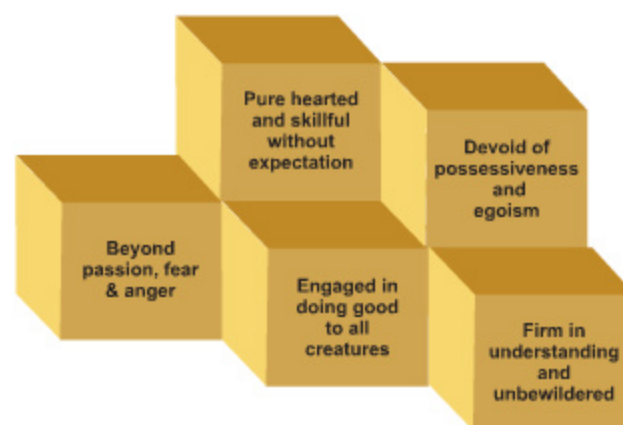 Pure hearted
and skillful
without
expectation
Devoid of
possessiveness
and
egoism
Beyond
passion, fear
& anger
Engaged in
doing good
to all
creatures
Firm in
understanding
and
unbewildered